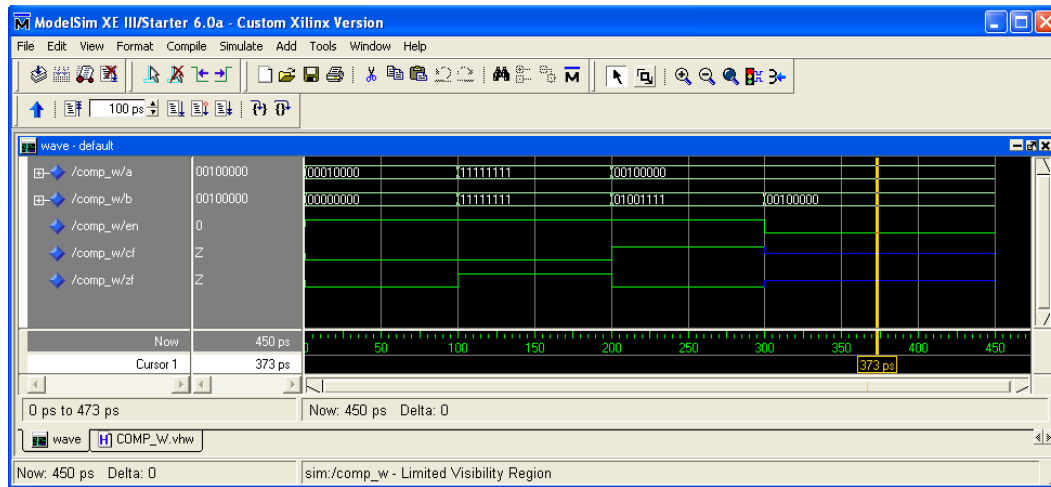 ModelSim XE III/Starter 6.0a - Custom Xilinx Version
File Edit View Format Compile Simulate Add Tools Window Help
100 ps
wave - default
/comp_w/a 00100000 00010000 11111111 00100000
/comp_w/b 00100000 00000000 11111111 01001111 00100000
/comp_w/en 0
/comp_w/cf Z
/comp_w/zf Z
Now 450 ps 0 50 100 150 200 250 300 350 400 450
Cursor 1 373 ps 373 ps
0 ps to 473 ps Now: 450 ps Delta: 0
wave H COMP_W.vhw
Now: 450 ps Delta: 0 sim:/comp_w - Limited Visibility Region